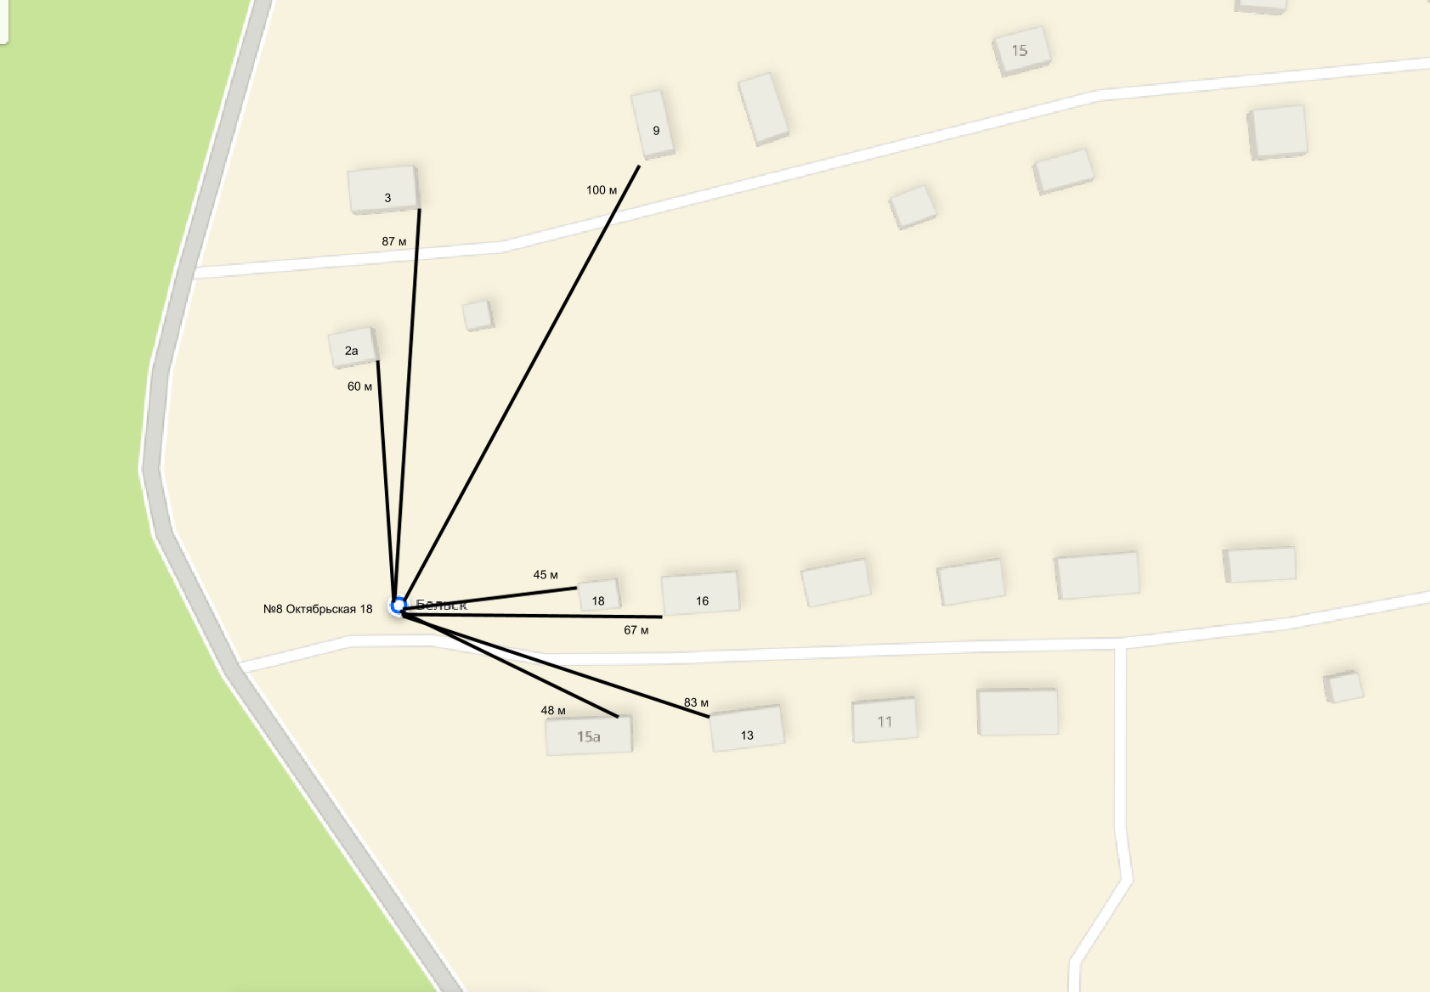 15
9
100 м
3
87 м
2а
60 м
45 м
№8 Октябрьская 18
Бельск
18
16
67 м
83 м
48 м
15а
13
11